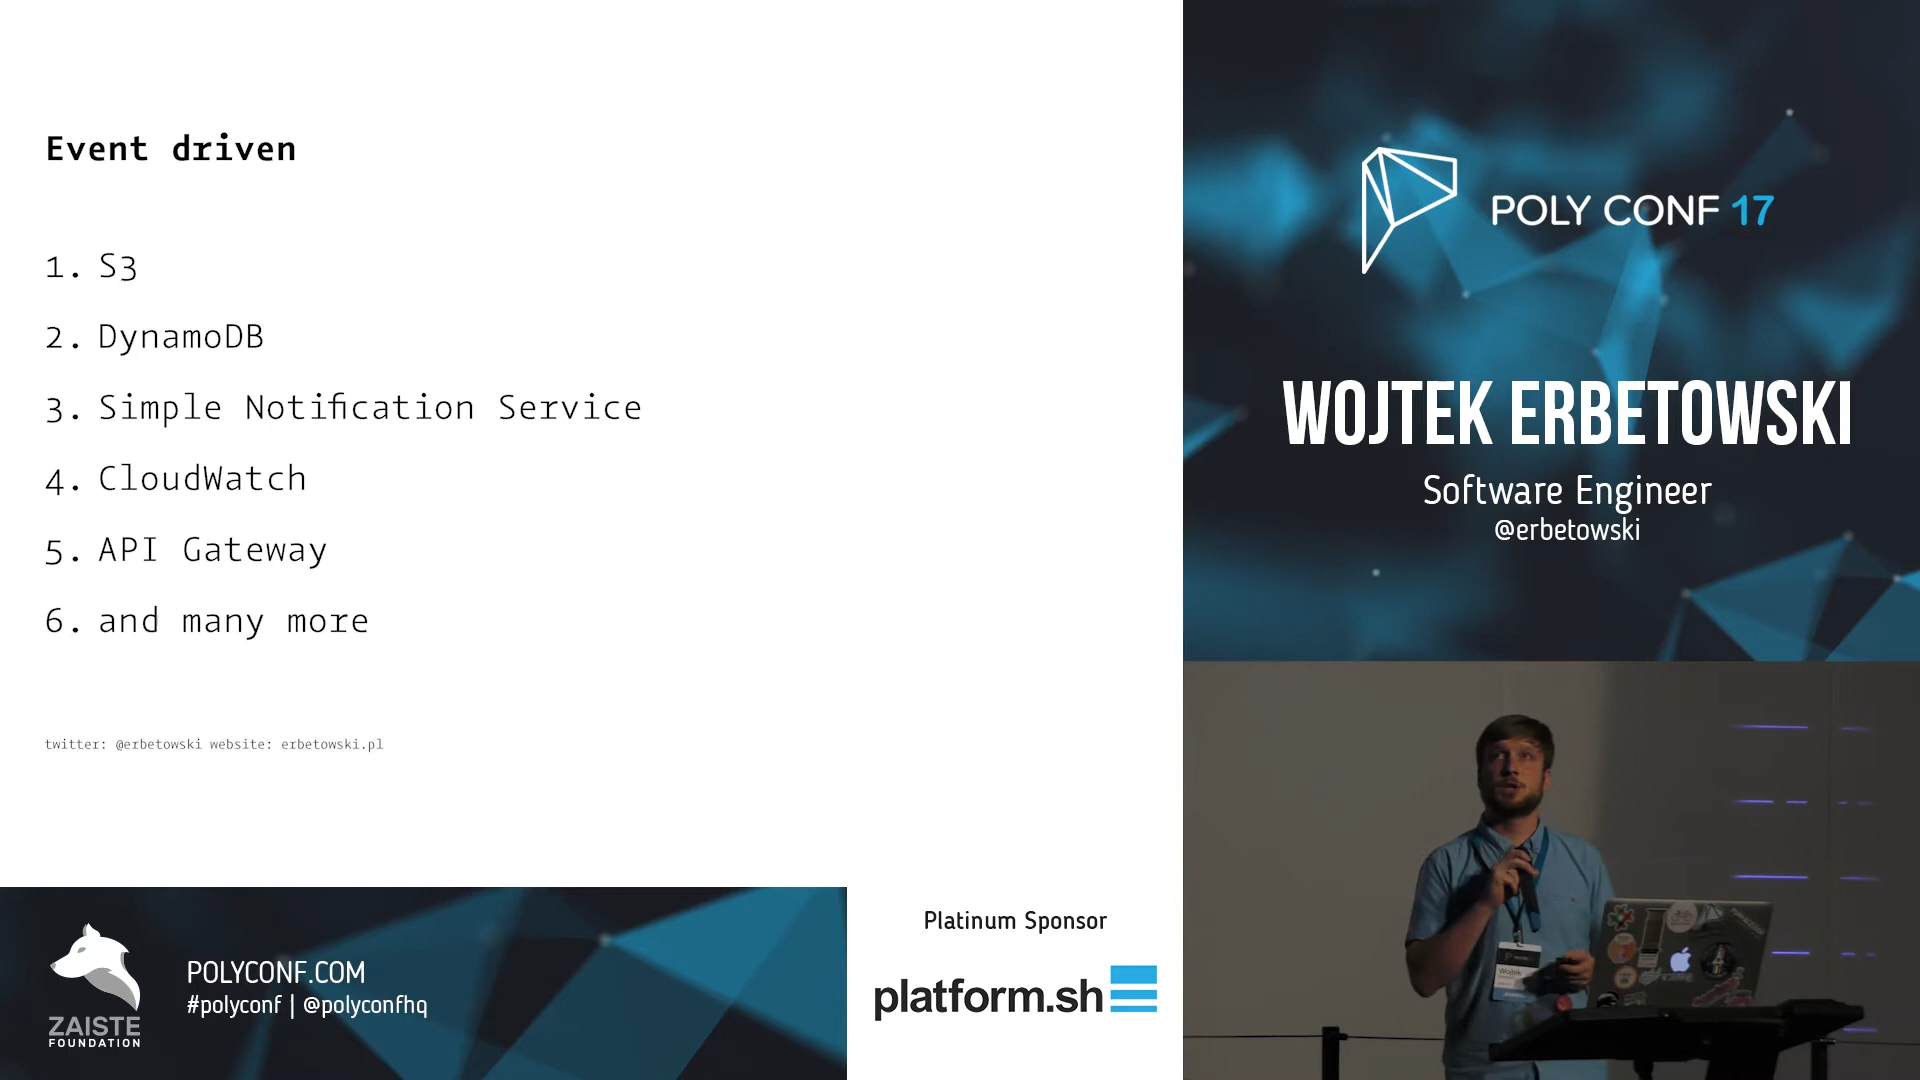 Event driven
1. S3
2. DynamoDB
3. Simple Notification Service
4. CloudWatch
5. API Gateway
6. and many more
twitter: @erbetowski website: erbetowski.pl
POLY CONF 17
WOJTEK ERBETOWSKI
Software Engineer
@erbetowski
Wojtek
ZAISTE
FOUNDATION
POLYCONF.COM
#polyconf | @polyconfhq
Platinum Sponsor
platform.sh